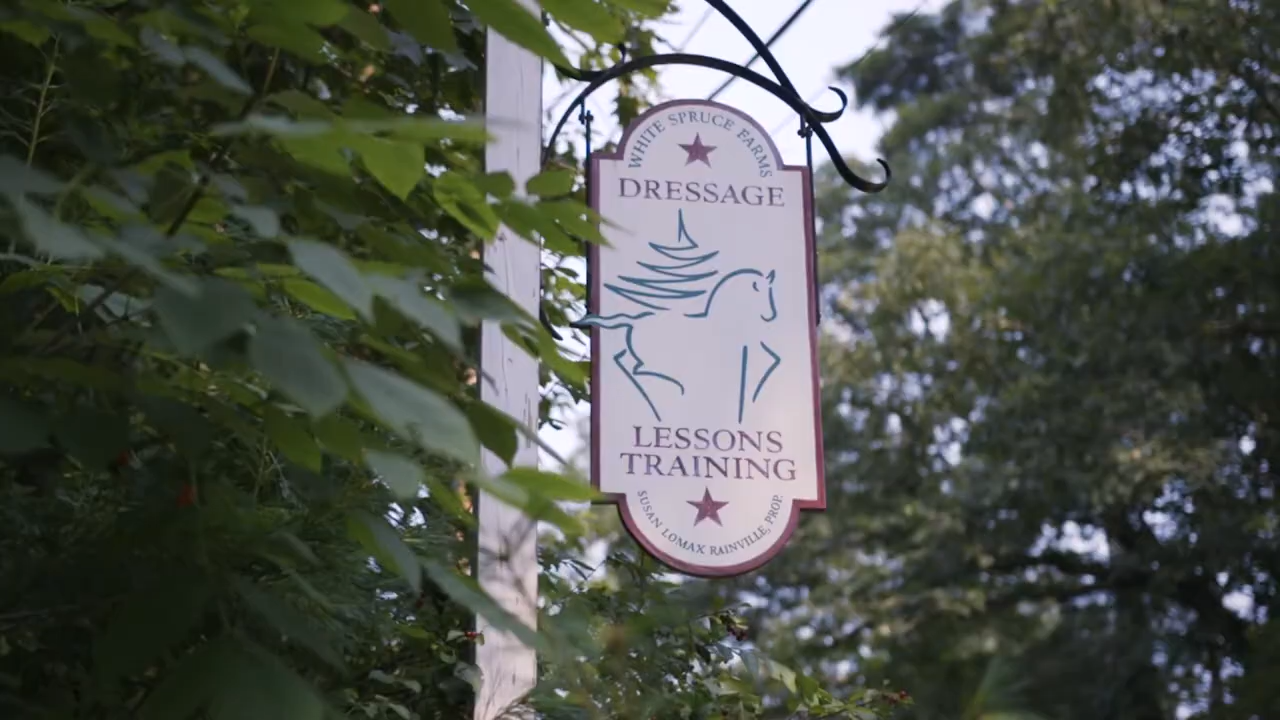 WHITE SPRUCE FARMS
DRESSAGE
LESSONS
TRAINING
SUSAN LOMAX RAINVILLE, PROP.